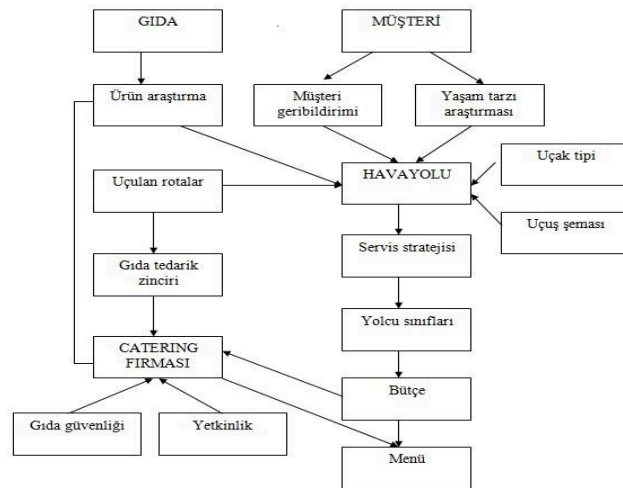 GIDA
MÜŞTERİ
Ürün araştırma
Müşteri
geribildirimi
Yaşam tarzı
araştırması
Uçak tipi
HAVAYOLU
Uçulan rotalar
Uçuş şeması
Servis stratejisi
Gıda tedarik
zinciri
Yolcu sınıfları
CATERING
FIRMASI
Bütçe
Gıda güvenliği
Yetkinlik
Menü